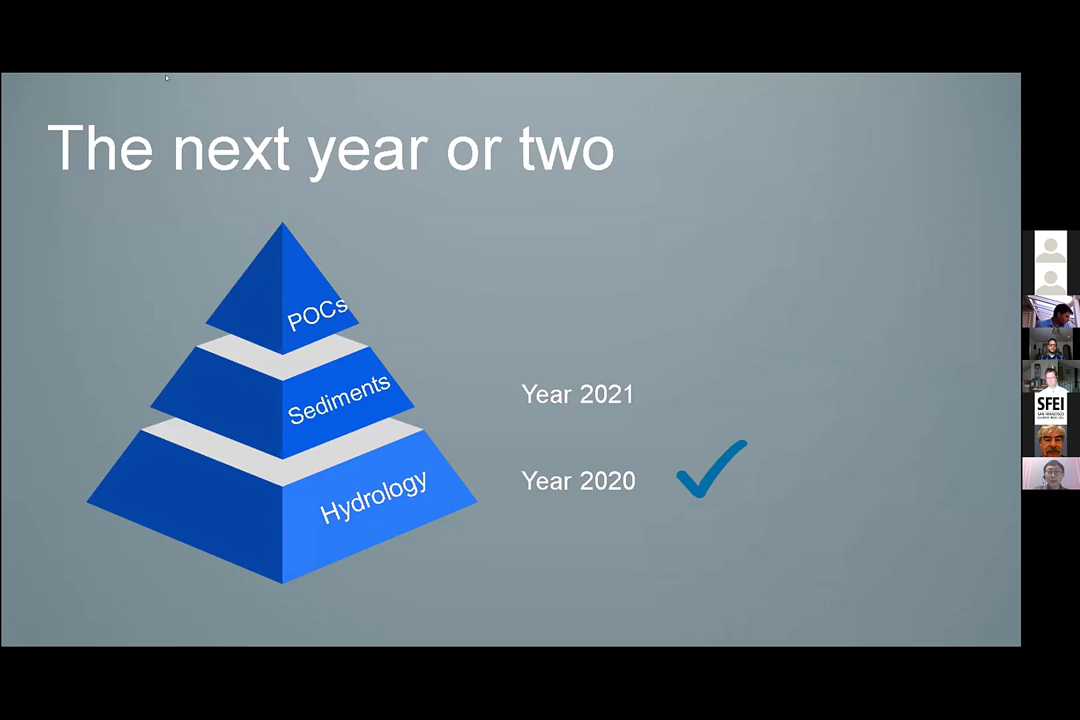 The next year or two
POCs
Sediments
Year 2021
Hydrology
Year 2020
SFEI